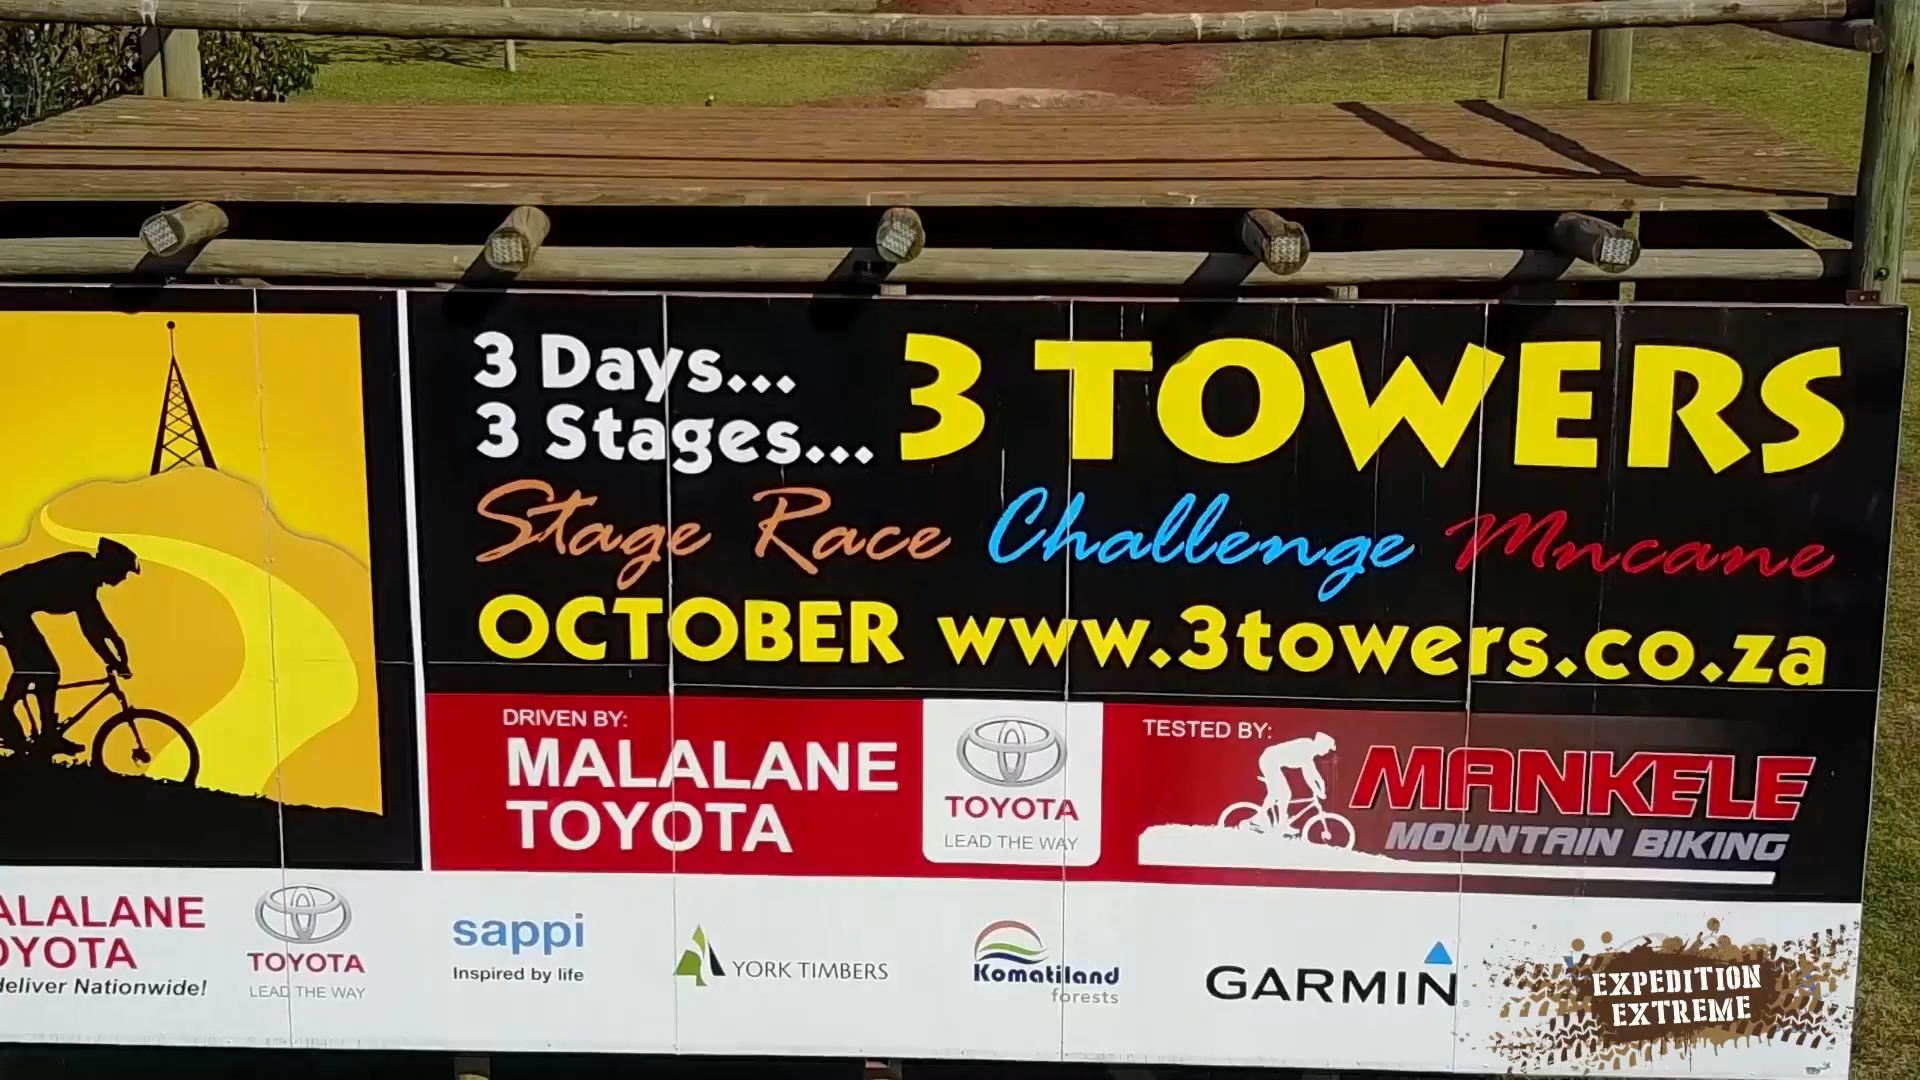 3 Days... 3 TOWERS
3 Stages...
Stage Race Challenge Mncane
OCTOBER www.3towers.co.za
DRIVEN BY:
MALALANE
TOYOTA
TOYOTA
LEAD THE WAY
TESTED BY:
MANKELE
MOUNTAIN BIKING
ALALANE
OYOTA
deliver Nationwide!
TOYOTA
LEAD THE WAY
sappi
Inspired by life
YORK TIMBERS
Komatiland
forests
GARMIN
EXPEDITION
EXTREME